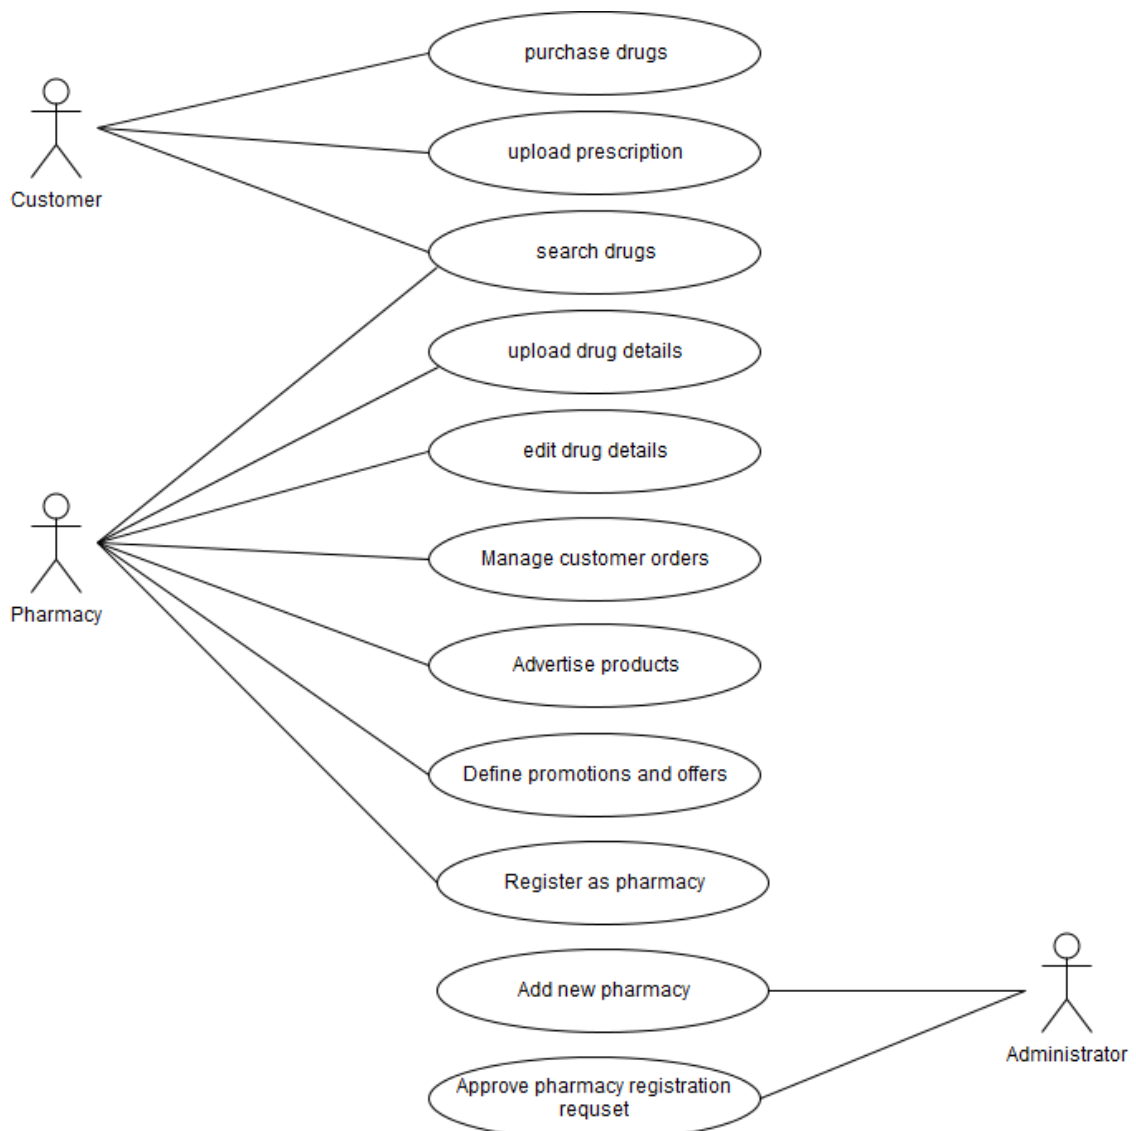 purchase drugs
upload prescription
Customer
search drugs
upload drug details
edit drug details
Manage customer orders
Pharmacy
Advertise products
Define promotions and offers
Register as pharmacy
Add new pharmacy
Administrator
Approve pharmacy registration
requset